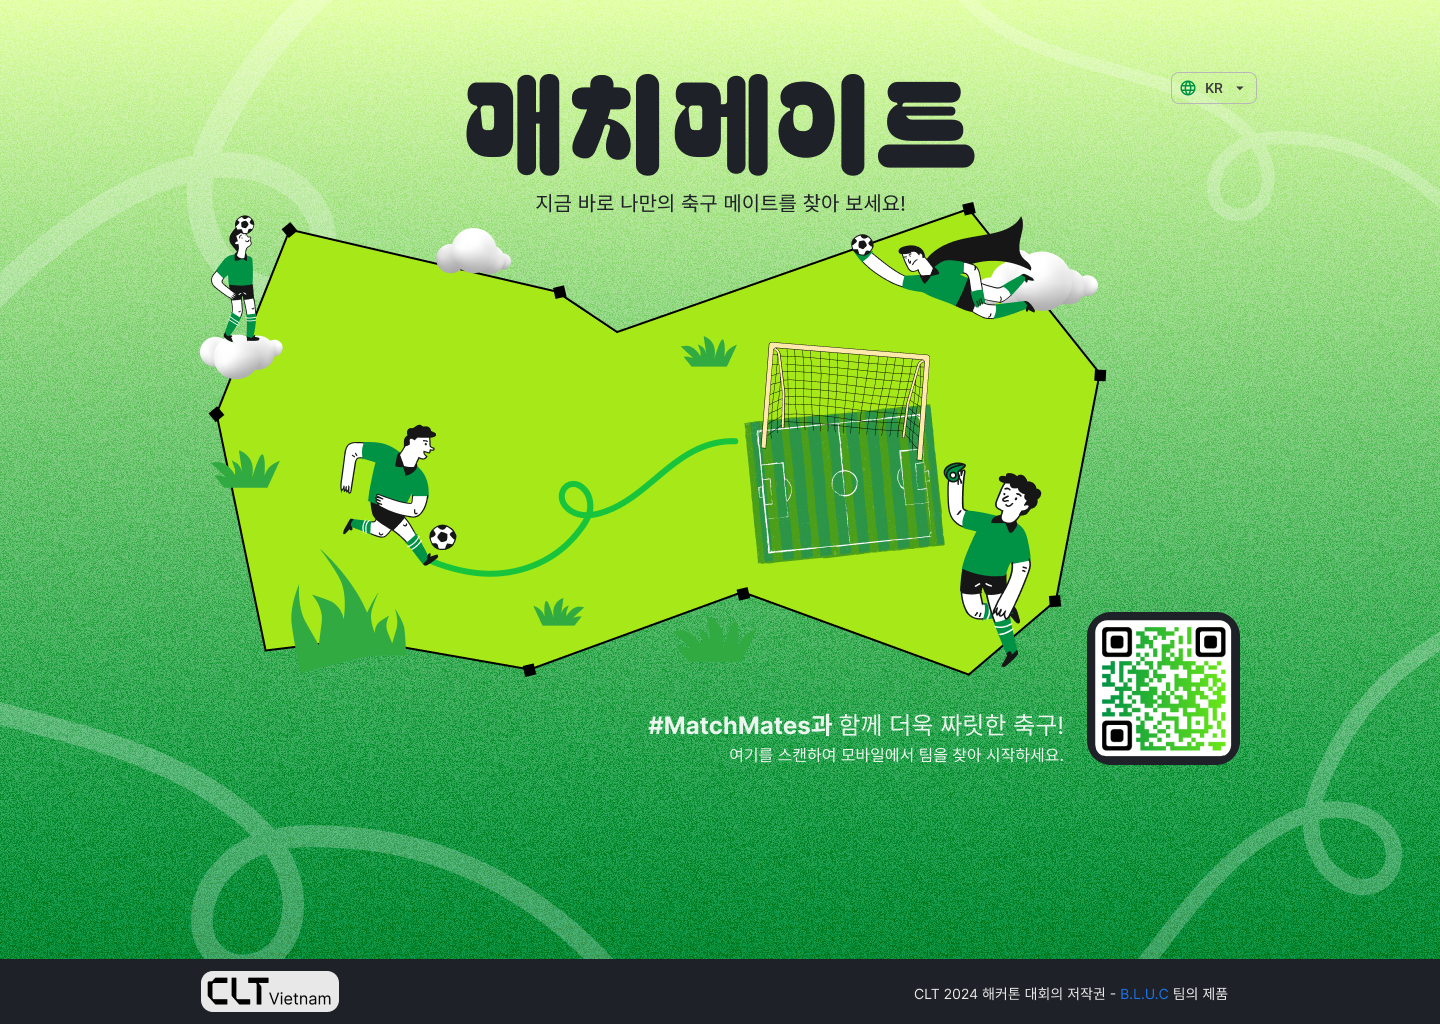 매치메이트
KR
지금 바로 나만의 축구 메이트를 찾아 보세요!
#MatchMates과 함께 더욱 짜릿한 축구!
여기를 스캔하여 모바일에서 팀을 찾아 시작하세요.
CLT Vietnam
CLT 2024 해커톤 대회의 저작권 - B.L.U.C 팀의 제품